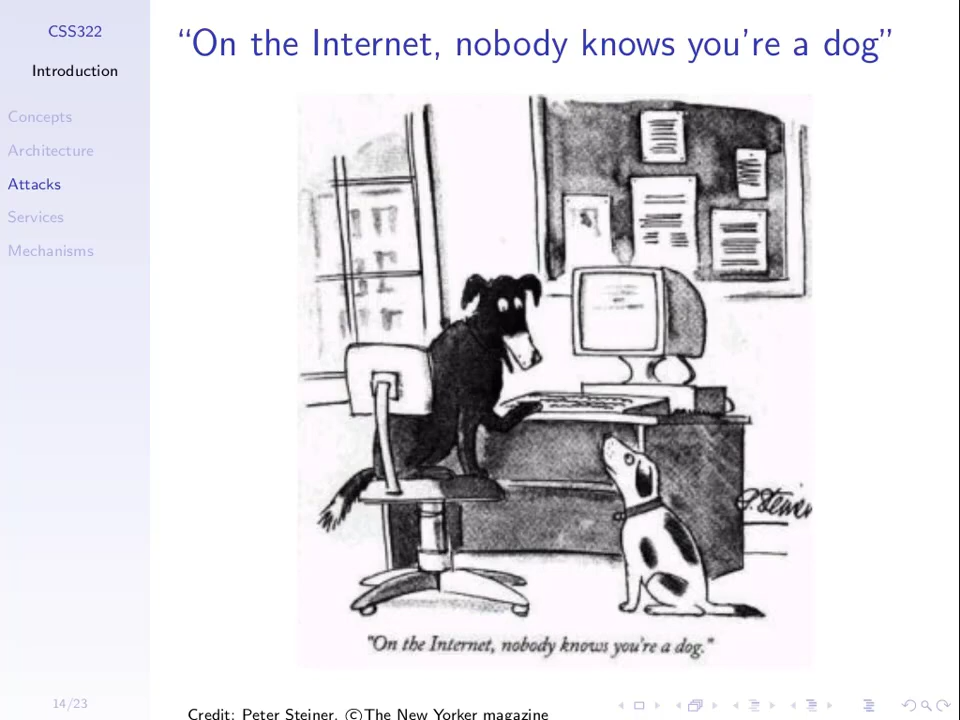 CSS322
Introduction
Concepts
Architecture
Attacks
Services
Mechanisms
14/23
“On the Internet, nobody knows you’re a dog”
P. Steiner
"On the Internet, nobody knows you're a dog."
Credit: Peter Steiner, ©The New Yorker magazine